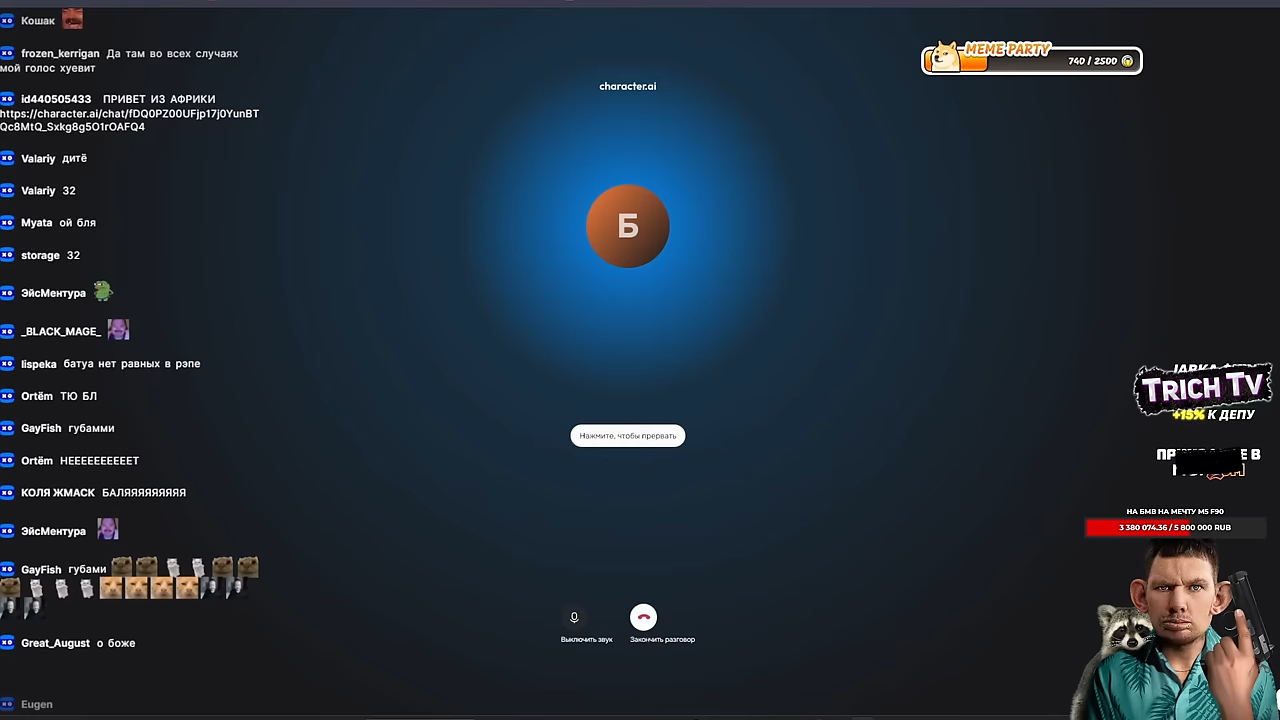 Кошак
frozen_kerrigan Да там во всех случаях
мой голос хуевит
id440505433 ПРИВЕТ ИЗ АФРИКИ
https://character.ai/chat/fDQ0PZ00UFjp17j0YunBT
Qc8MtQ_Sxkg8g5O1rOAFQ4
Valariy дитё
Valariy 32
Myata ой бля
storage 32
ЭйсМентура
_BLACK_MAGE_
lispeka батуа нет равных в рэпе
Ortëm ТЮ БЛ
GayFish губамми
Ortëm НЕЕЕЕЕЕЕЕЕТ
КОЛЯ ЖМАСК БАЛЯЯЯЯЯЯЯЯ
ЭйсМентура
GayFish губами
Great_August о боже
Eugen
character.ai
Б
Нажмите, чтобы прервать
Выключить звук
Закончить разговор
MEME PARTY
740 / 2500
TRICH TV
+15% К ДЕПУ
НА БМВ НА МЕЧТУ M5 F90
3 380 074.36 / 5 800 000 RUB